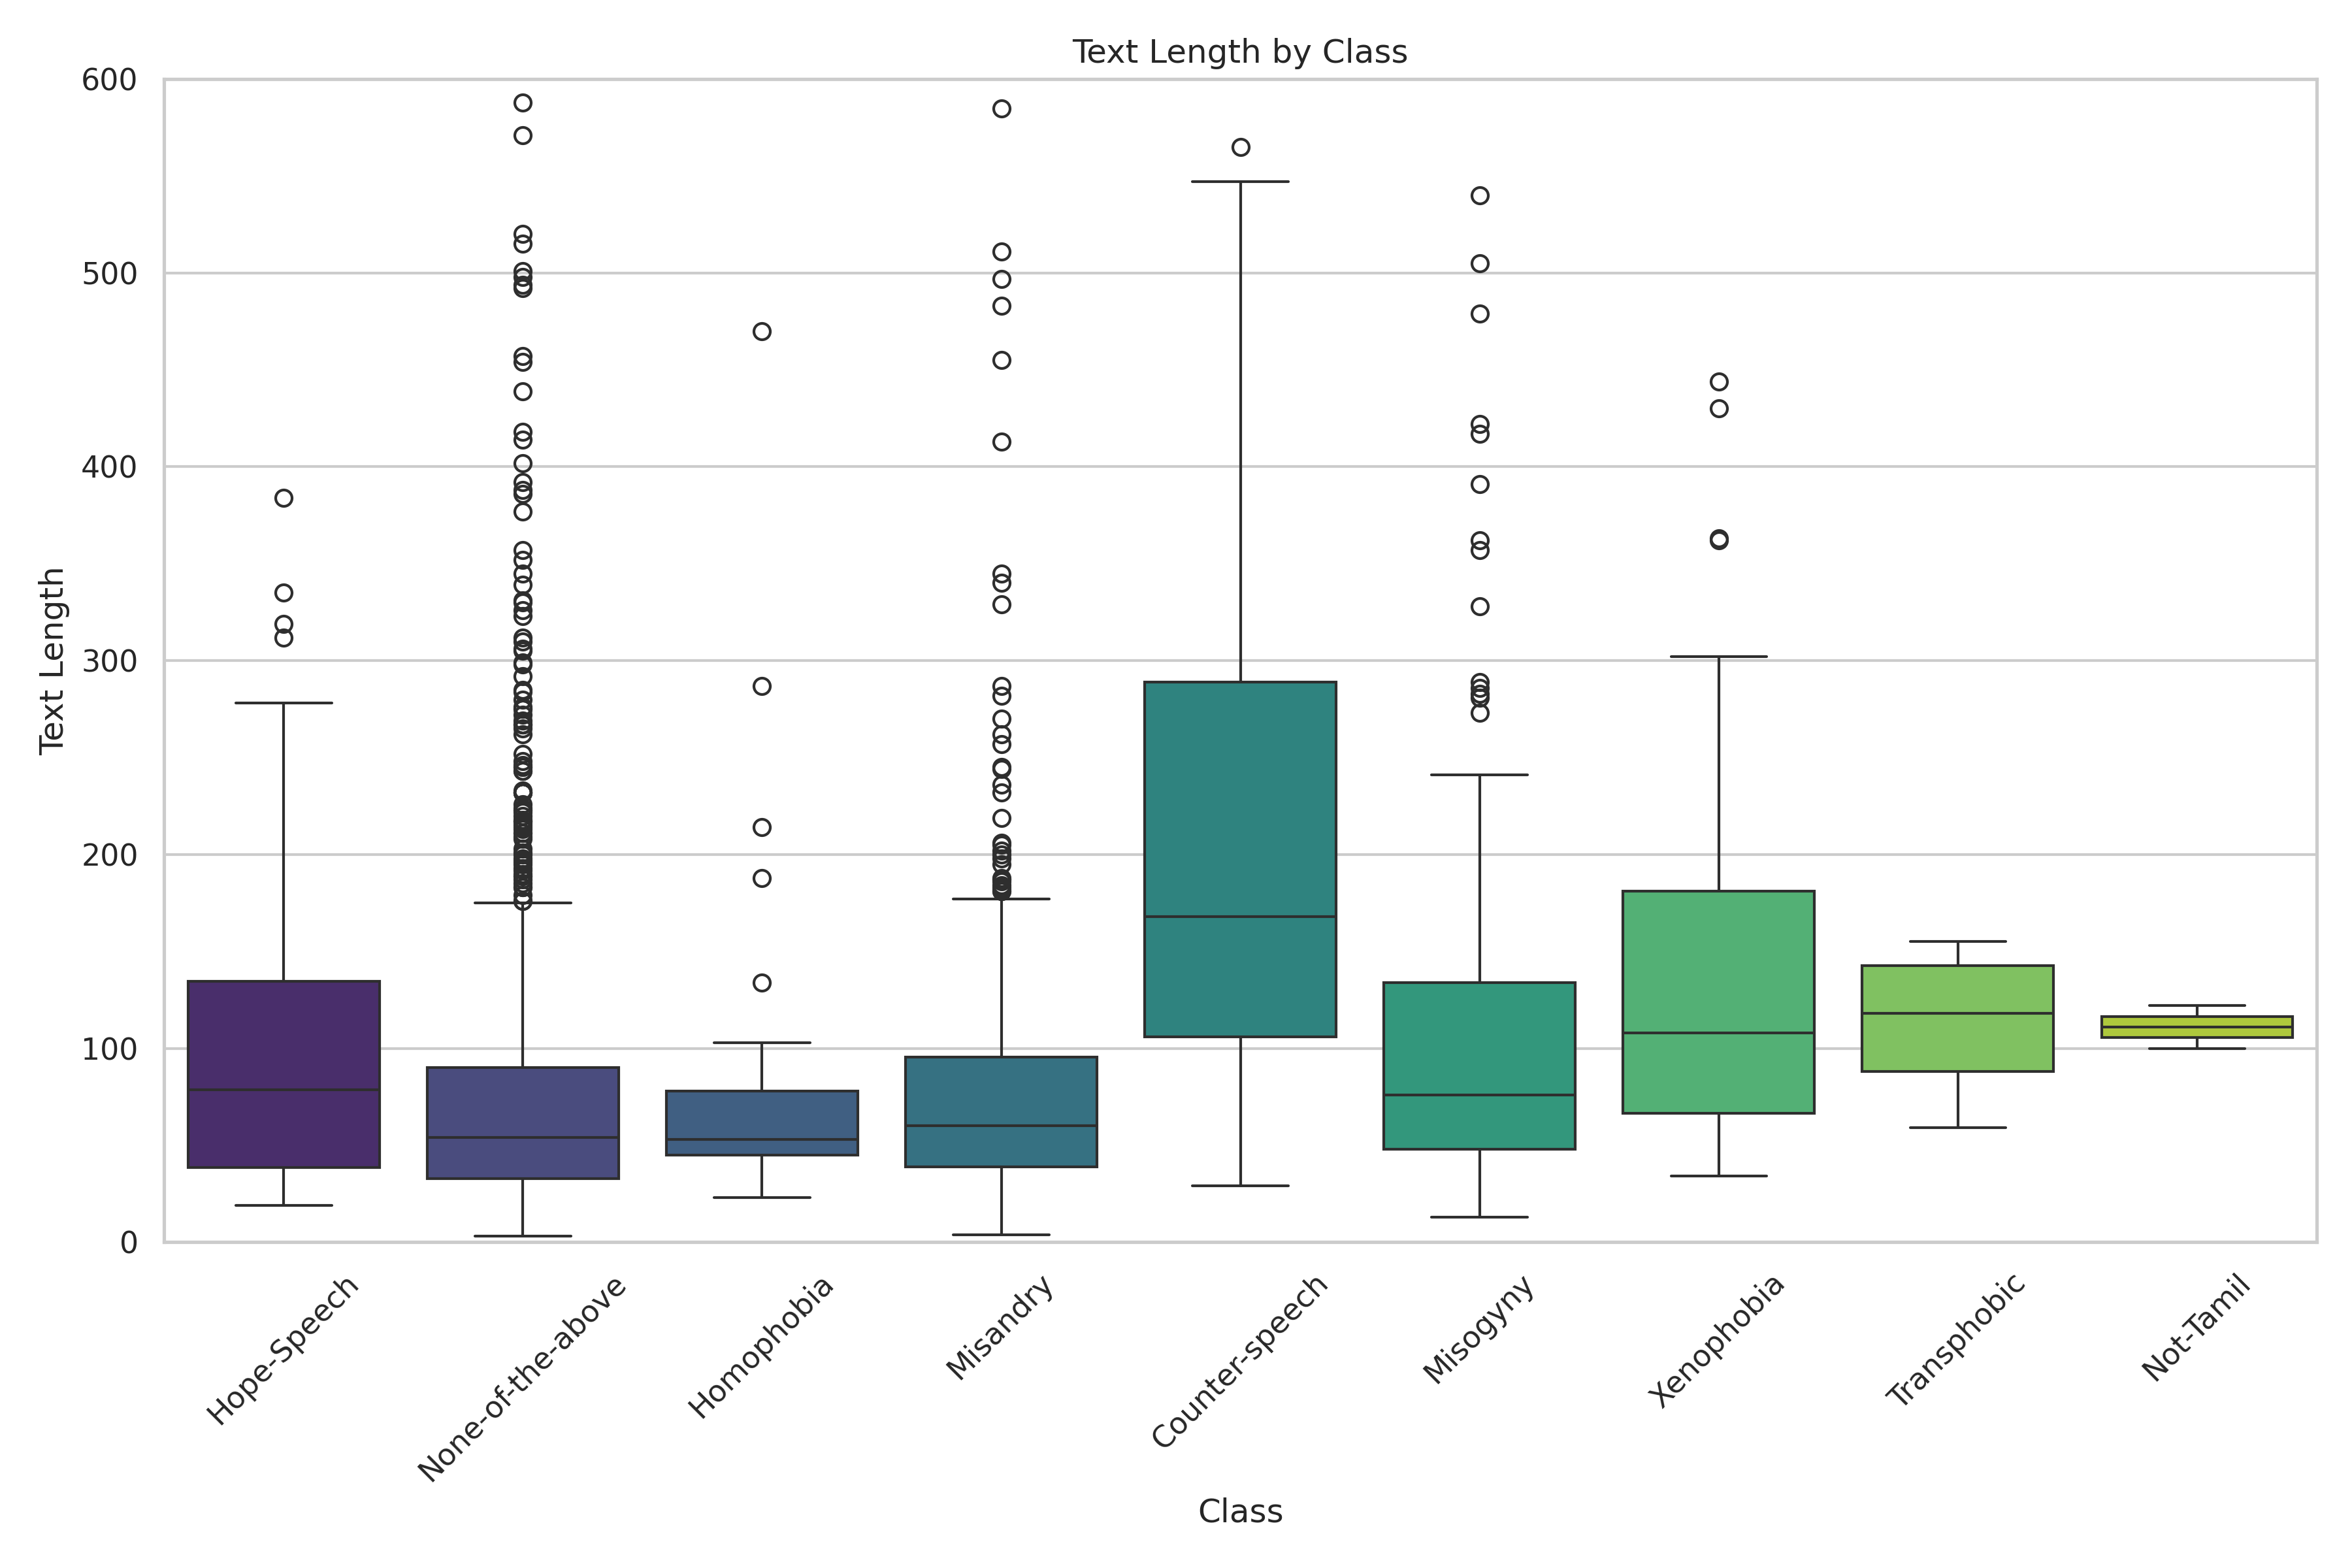 Text Length by Class
600
500
400
300
200
100
0
Text Length
Hope-Speech
None-of-the-above
Homophobia
Misandry
Counter-speech
Misogyny
Xenophobia
Transphobic
Not-Tamil
Class